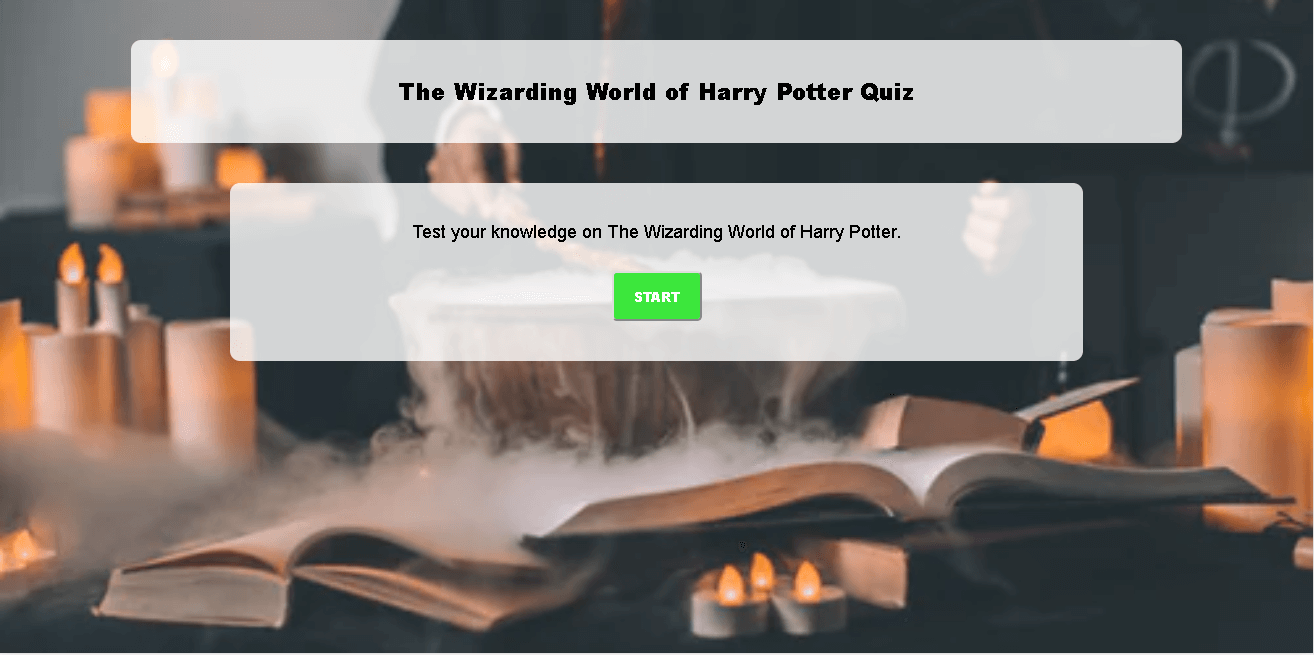 The Wizarding World of Harry Potter Quiz
Test your knowledge on The Wizarding World of Harry Potter.
START